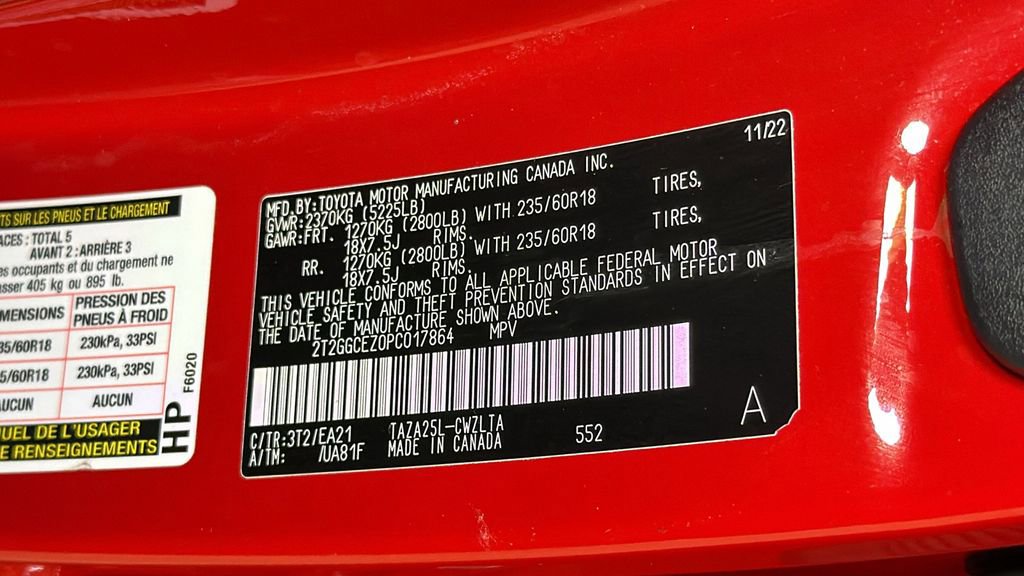 TS SUR LES PNEUS ET LE CHARGEMENT
ACES : TOTAL 5
AVANT 2 : ARRIÈRE 3
es occupants et du chargement ne
asser 405 kg ou 895 lb.
MENSIONS PRESSION DES PNEUS À FROID
35/60R18 230kPa, 33PSI
5/60R18 230kPa, 33PSI
AUCUN AUCUN
UEL DE L'USAGER
E RENSEIGNEMENTS
HP
F6020
11/22
MFD.BY:TOYOTA MOTOR MANUFACTURING CANADA INC.
GVWR:2370KG (5225LB)
GAWR:FRT. 1270KG (2800LB) WITH 235/60R18 TIRES,
18X7.5J RIMS.
RR. 1270KG (2800LB) WITH 235/60R18 TIRES,
18X7.5J RIMS.
THIS VEHICLE CONFORMS TO ALL APPLICABLE FEDERAL MOTOR
VEHICLE SAFETY AND THEFT PREVENTION STANDARDS IN EFFECT ON
THE DATE OF MANUFACTURE SHOWN ABOVE.
2T2GGCEZ0PC017864 MPV
C/TR:3T2/EA21 TAZA25L-CWZLTA
A/TM: /UA81F MADE IN CANADA 552
A